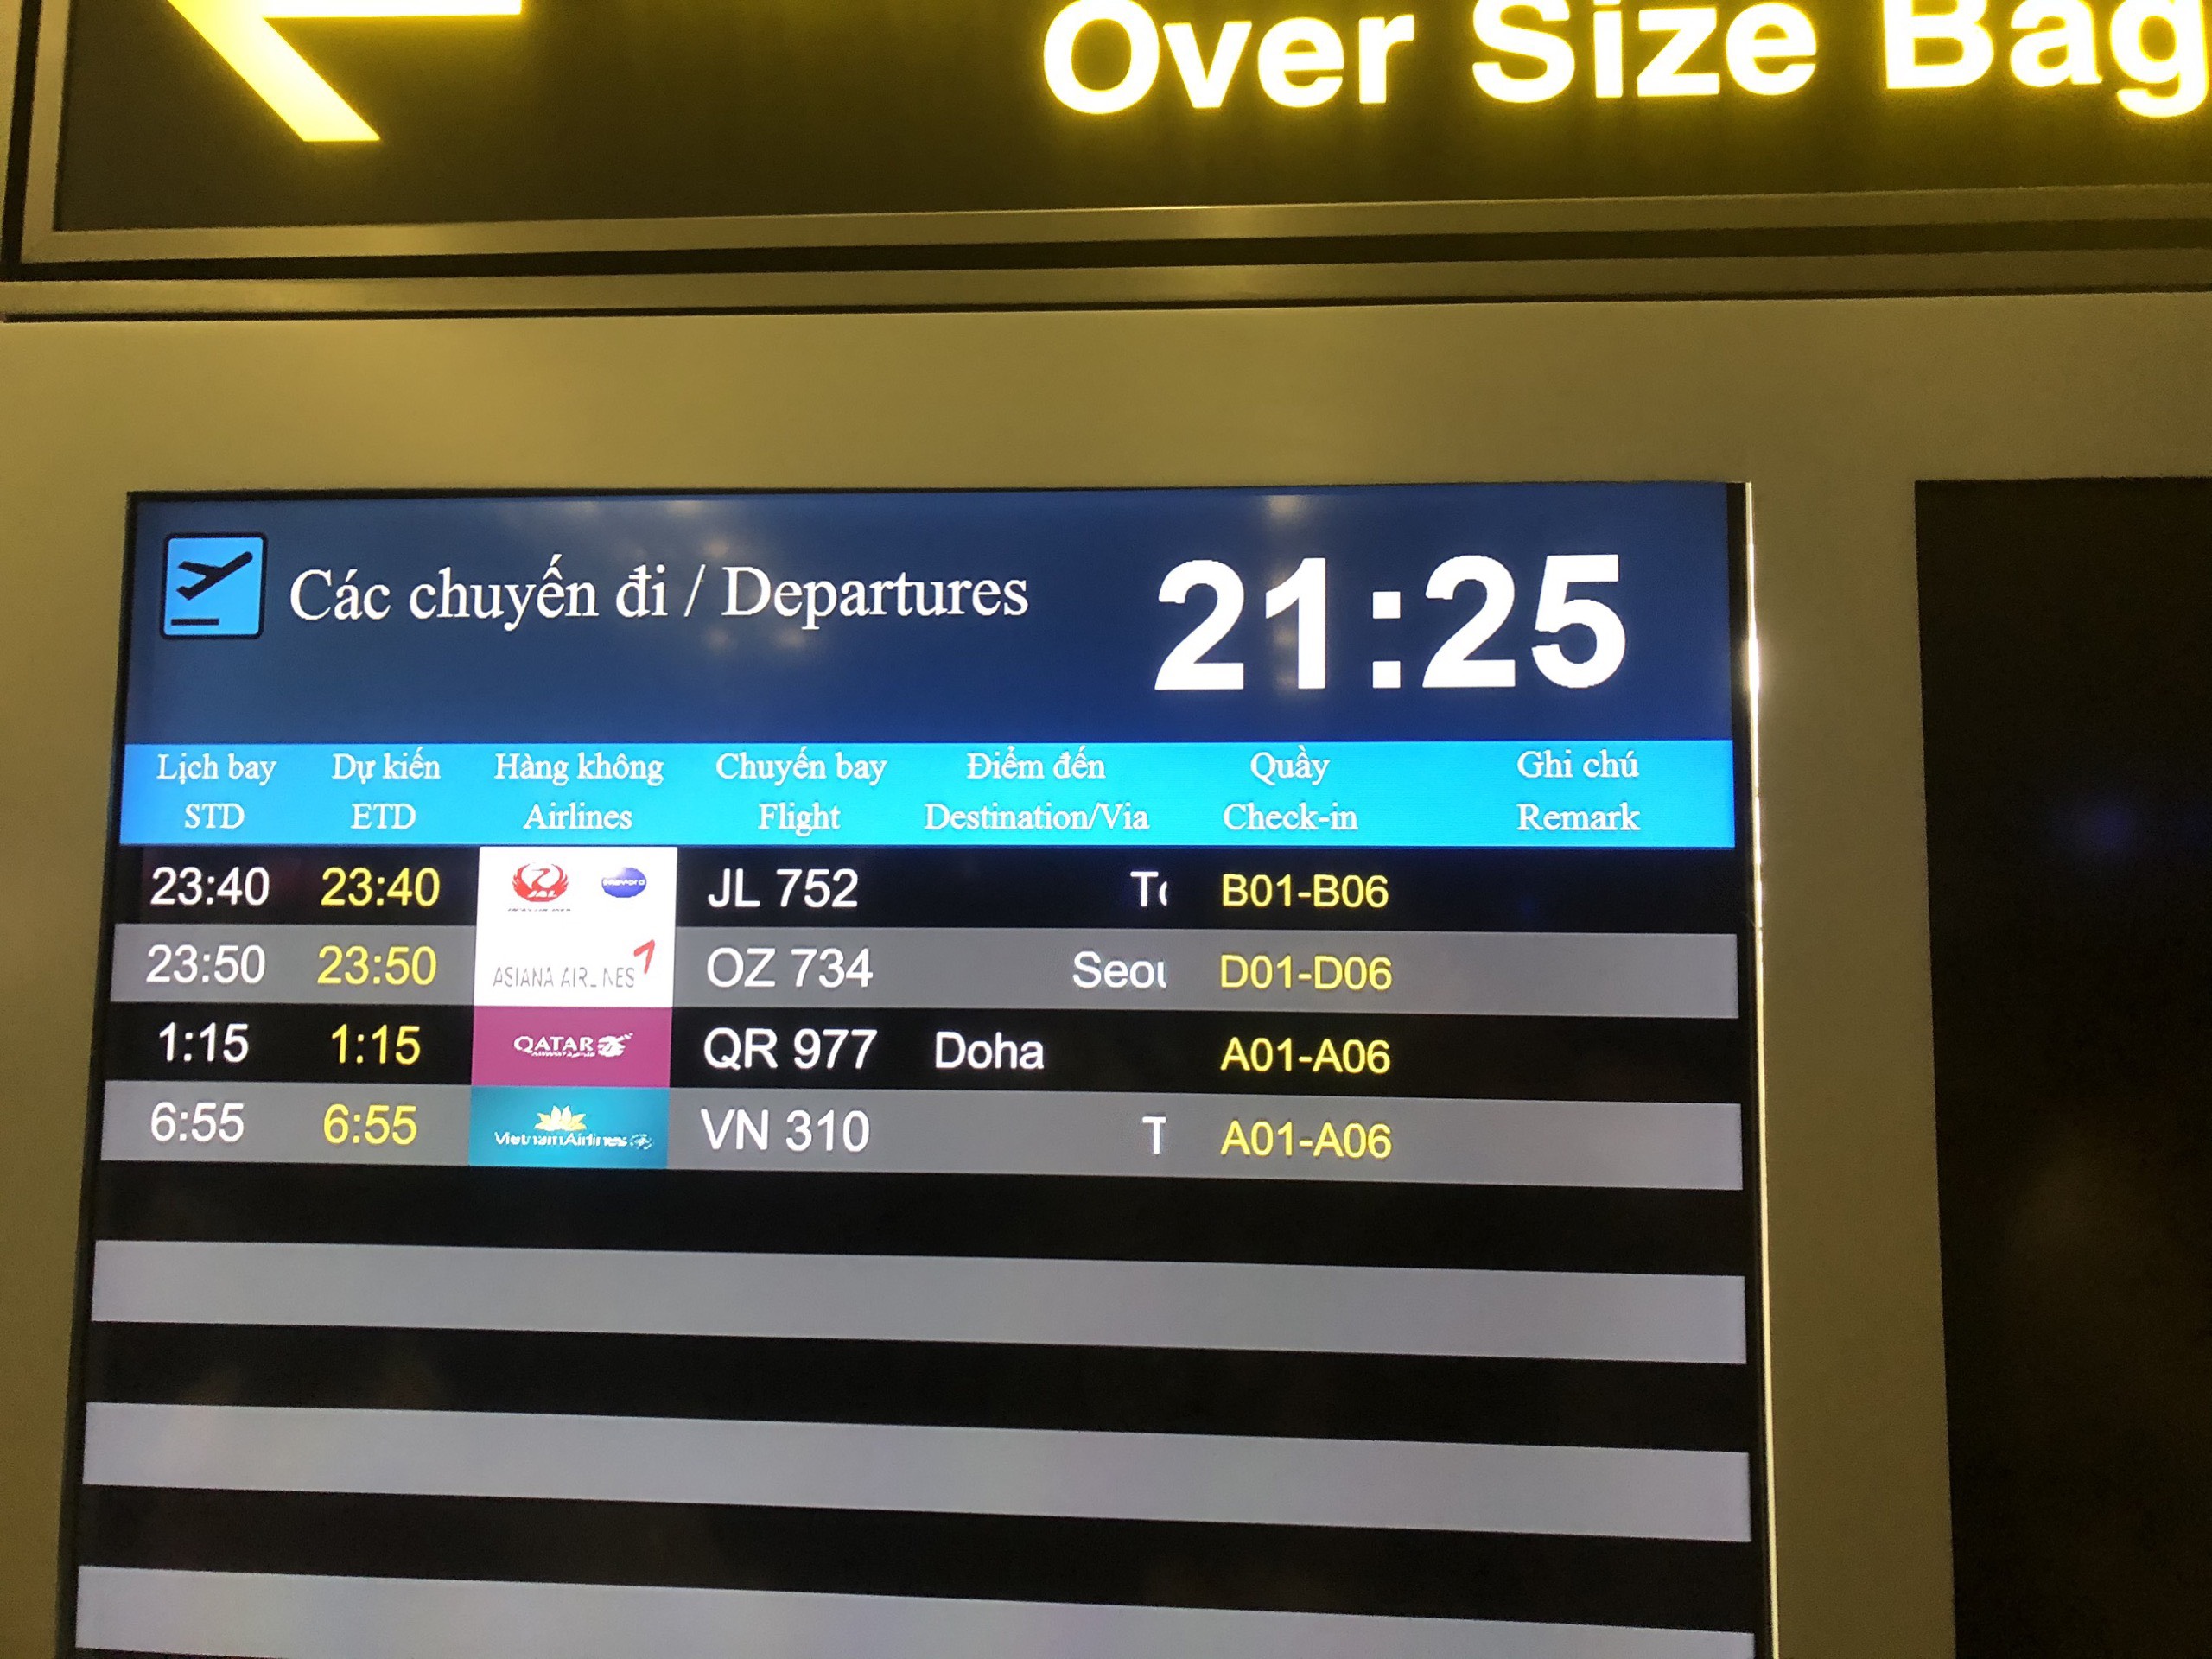 Over Size Bag
Các chuyến đi / Departures 21:25
Lịch bay Dự kiến Hàng không Chuyến bay Điểm đến Quầy Ghi chú
STD ETD Airlines Flight Destination/Via Check-in Remark
23:40 23:40 JAL JL 752 B01-B06
23:50 23:50 ASIANA AIRLINES OZ 734 D01-D06
1:15 1:15 QATAR QR 977 Doha A01-A06
6:55 6:55 Vietnam Airlines VN 310 T A01-A06